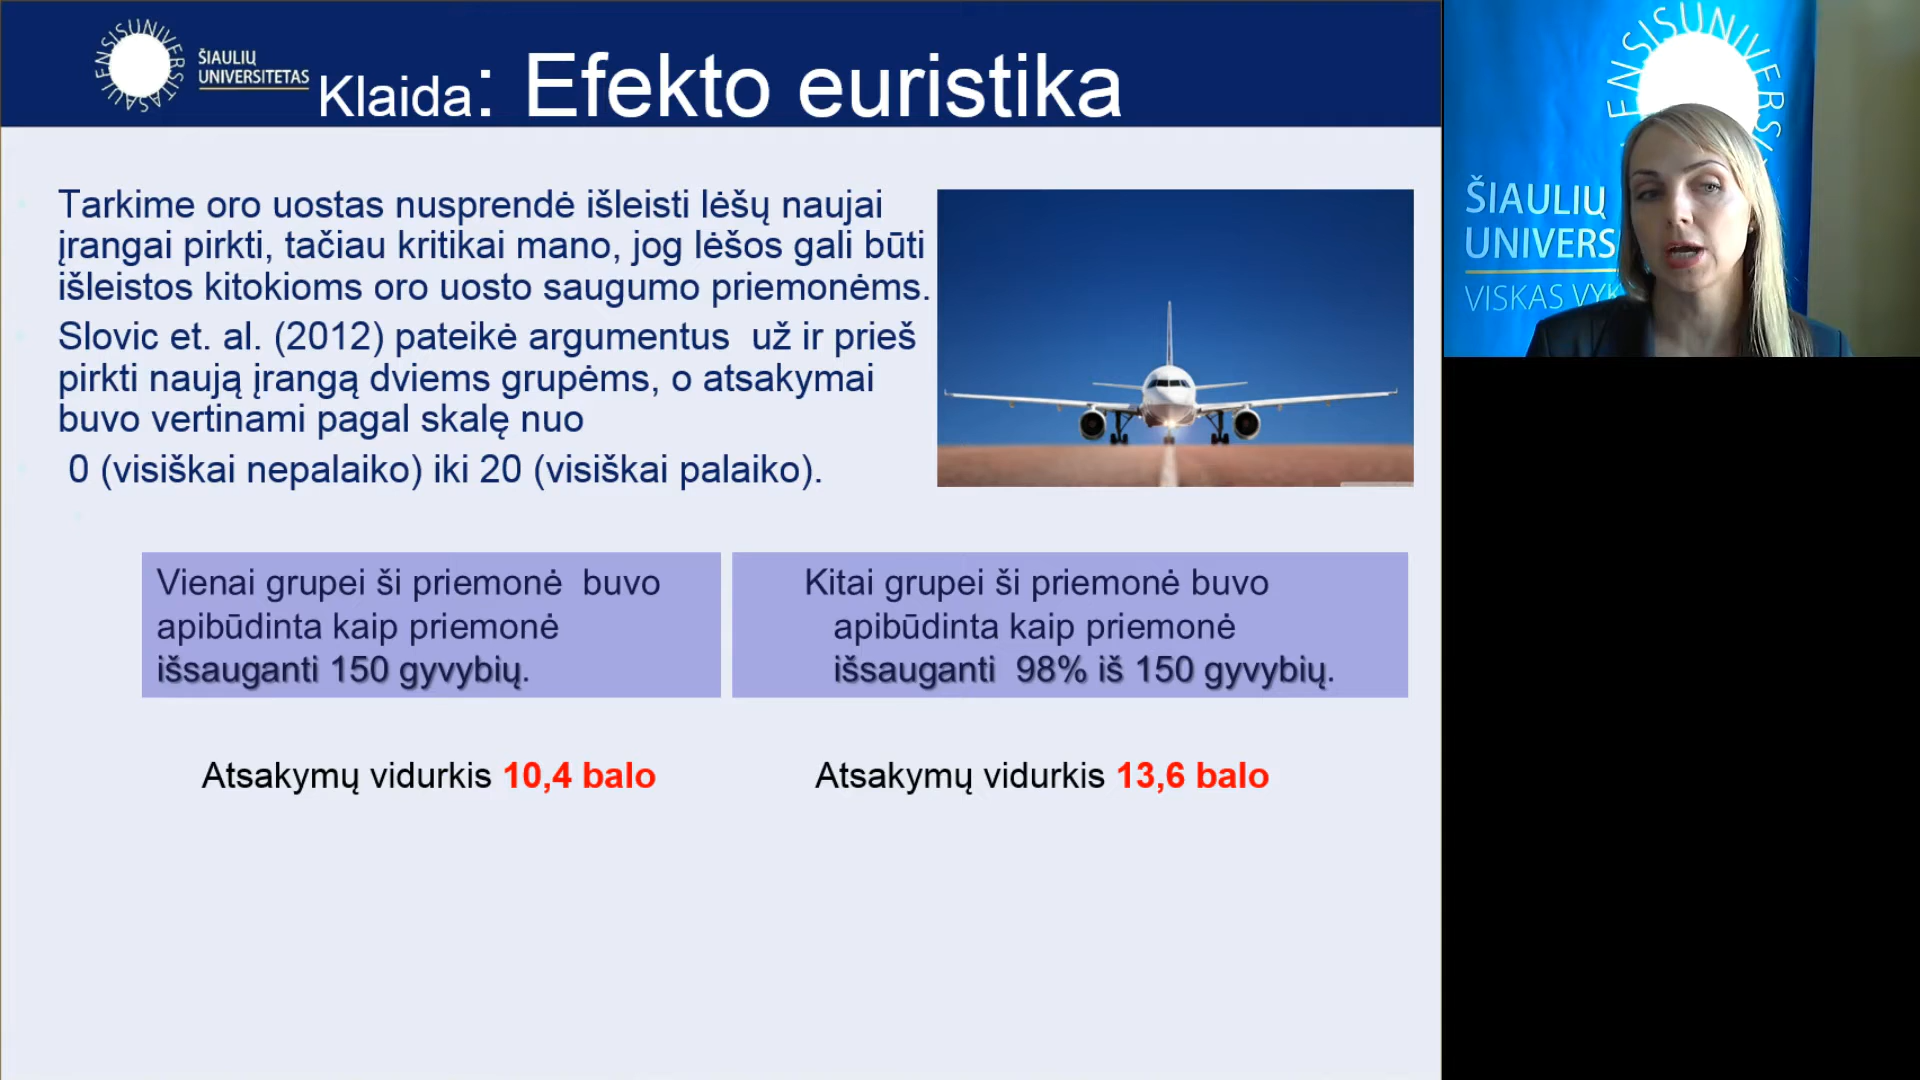 ŠIAULIŲ
UNIVERSITETAS
Klaida: Efekto euristika
Tarkime oro uostas nusprendė išleisti lėšų naujai
įrangai pirkti, tačiau kritikai mano, jog lėšos gali būti
išleistos kitokioms oro uosto saugumo priemonėms.
Slovic et. al. (2012) pateikė argumentus už ir prieš
pirkti naują įrangą dviems grupėms, o atsakymai
buvo vertinami pagal skalę nuo
0 (visiškai nepalaiko) iki 20 (visiškai palaiko).
Vienai grupei ši priemonė buvo
apibūdinta kaip priemonė
išsauganti 150 gyvybių.
Kitai grupei ši priemonė buvo
apibūdinta kaip priemonė
išsauganti 98% iš 150 gyvybių.
Atsakymų vidurkis 10,4 balo
Atsakymų vidurkis 13,6 balo
ŠIAULIŲ
UNIVERS
VISKAS VYK